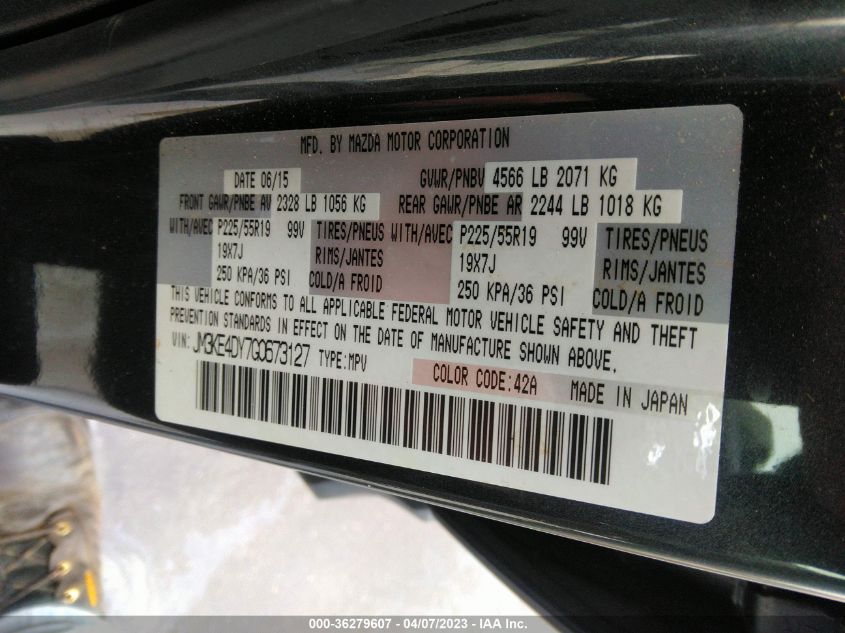 MFD. BY MAZDA MOTOR CORPORATION
DATE 06/15 GVWR/PNBV 4566 LB 2071 KG
FRONT GAWR/PNBE AV 2328 LB 1056 KG REAR GAWR/PNBE AR 2244 LB 1018 KG
WITH/AVEC P225/55R19 99V TIRES/PNEUS WITH/AVEC P225/55R19 99V TIRES/PNEUS
19X7J RIMS/JANTES 19X7J RIMS/JANTES
250 KPA/36 PSI COLD/A FROID 250 KPA/36 PSI COLD/A FROID
THIS VEHICLE CONFORMS TO ALL APPLICABLE FEDERAL MOTOR VEHICLE SAFETY AND THEFT
PREVENTION STANDARDS IN EFFECT ON THE DATE OF MANUFACTURE SHOWN ABOVE.
VIN: JM3KE4DY7G0673127 TYPE:MPV COLOR CODE:42A MADE IN JAPAN
000-36279607 - 04/07/2023 - IAA Inc.